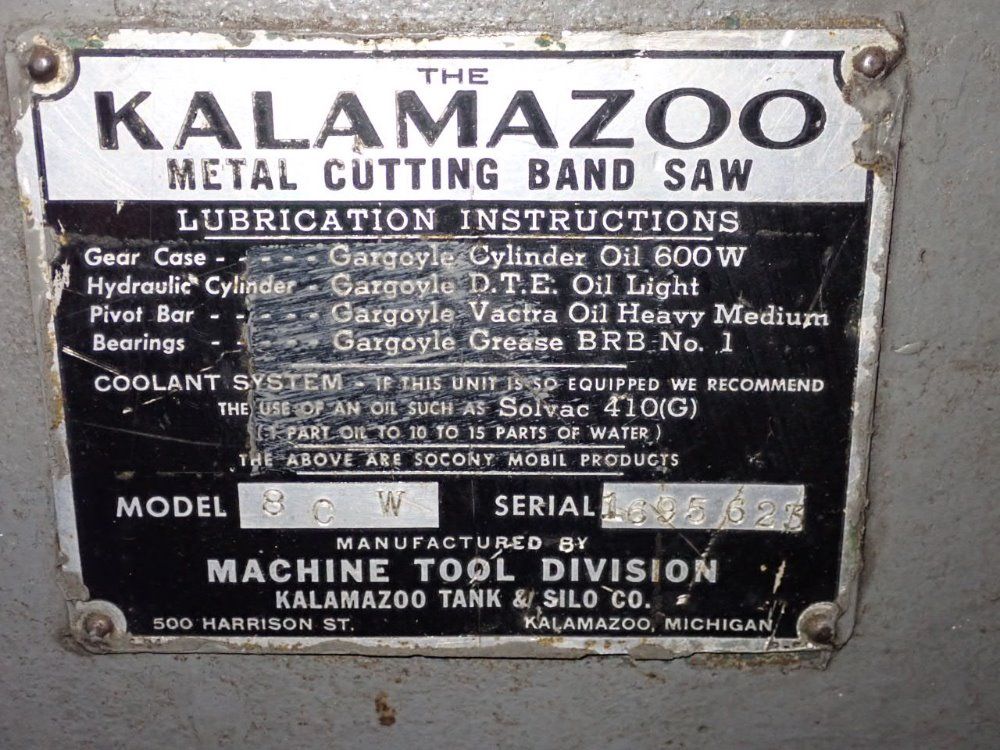 THE
KALAMAZOO
METAL CUTTING BAND SAW
LUBRICATION INSTRUCTIONS
Gear Case - - - - - Gargoyle Cylinder Oil 600 W
Hydraulic Cylinder - Gargoyle D.T.E. Oil Light
Pivot Bar - - - - - Gargoyle Vactra Oil Heavy Medium
Bearings - - - - - Gargoyle Grease BRB No. 1
COOLANT SYSTEM - IF THIS UNIT IS SO EQUIPPED WE RECOMMEND
THE USE OF AN OIL SUCH AS Solvac 410(G)
(1 PART OIL TO 10 TO 15 PARTS OF WATER)
THE ABOVE ARE SOCONY MOBIL PRODUCTS
MODEL 8 C W SERIAL 1695623
MANUFACTURED BY
MACHINE TOOL DIVISION
KALAMAZOO TANK & SILO CO.
500 HARRISON ST. KALAMAZOO, MICHIGAN